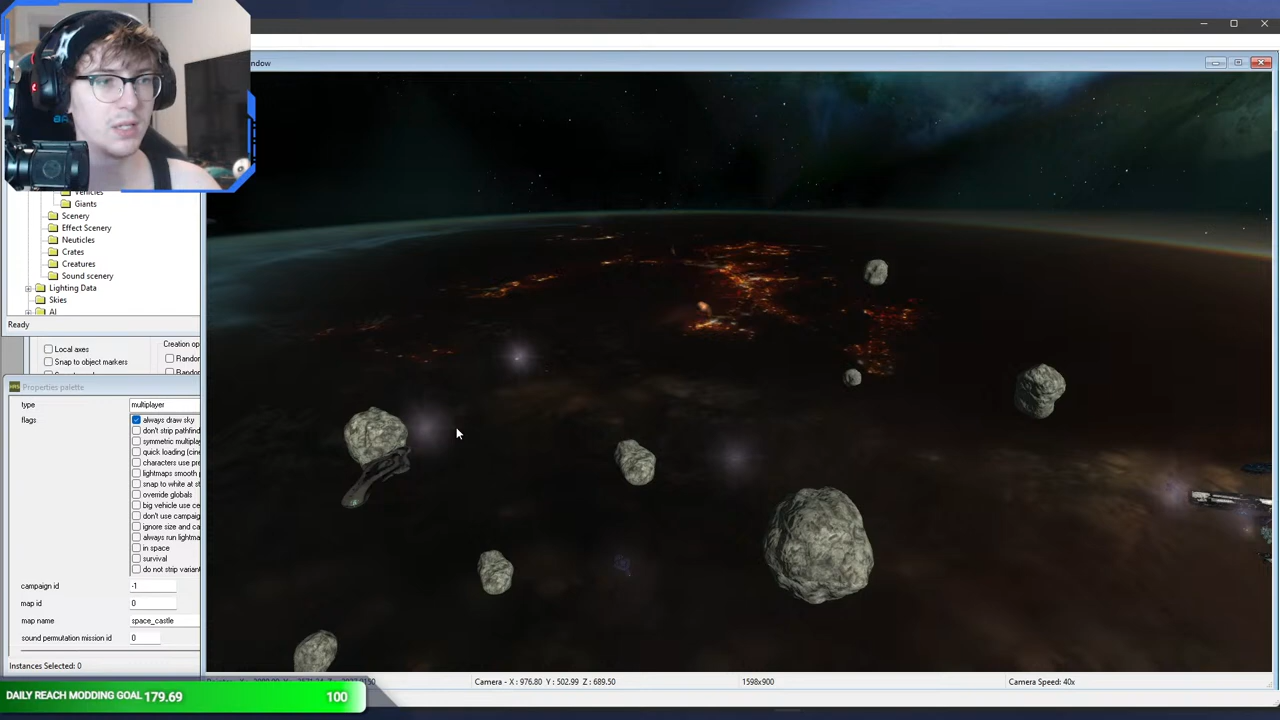 ndow
Vehicles
Giants
Scenery
Effect Scenery
Neuticles
Crates
Creatures
Sound scenery
Lighting Data
Skies
AI
Ready
Local axes
Snap to object markers
Creation op
Random
Random
Properties palette
type multiplayer
flags always draw sky
don't strip pathfind
symmetric multipla
quick loading (cine
characters use pre
lightmaps smooth
snap to white at st
override globals
big vehicle use ce
don't use campaig
ignore size and ca
always run lightma
in space
survival
do not strip variant
campaign id -1
map id 0
map name space_castle
sound permutation mission id 0
Instances Selected: 0
Camera - X : 976.80 Y : 502.99 Z : 689.50
1598x900
Camera Speed: 40x
DAILY REACH MODDING GOAL 179.69 100